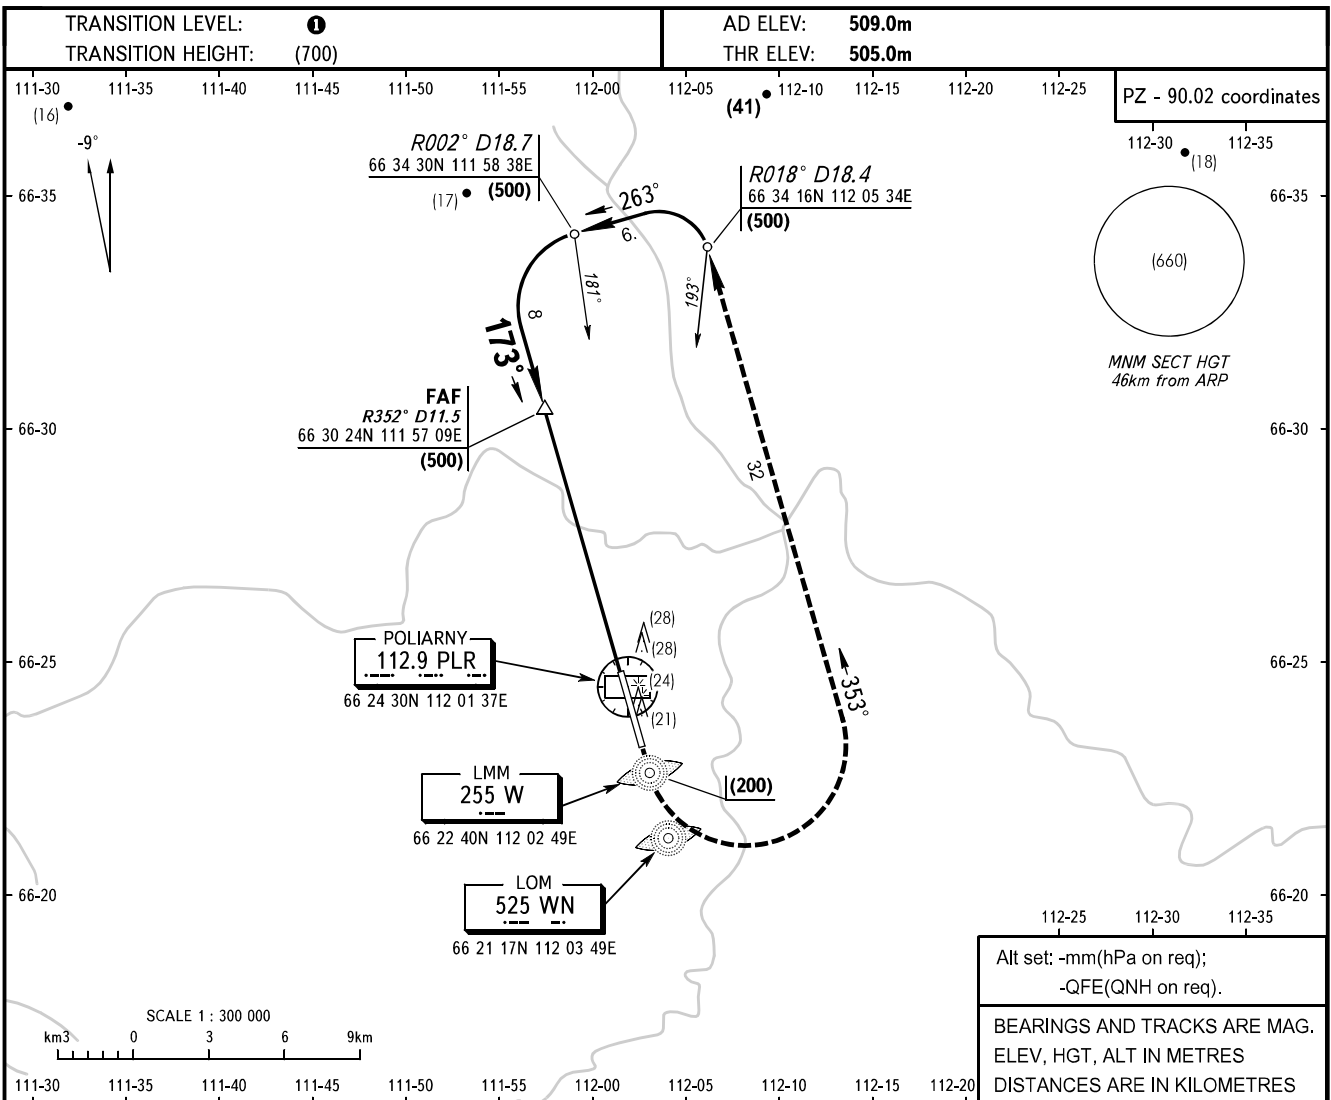 TRANSITION LEVEL: 1
TRANSITION HEIGHT: (700)
AD ELEV: 509.0m
THR ELEV: 505.0m
111-30 111-35 111-40 111-45 111-50 111-55 112-00 112-05 112-10 112-15 112-20 112-25
PZ - 90.02 coordinates
(16)
(41)
-9°
112-30 112-35
(18)
R002° D18.7
66 34 30N 111 58 38E
(500)
(17)
R018° D18.4
66 34 16N 112 05 34E
(500)
66-35
66-35
263°
6.
181°
193°
(660)
MNM SECT HGT
46km from ARP
8
173°
FAF
R352° D11.5
66 30 24N 111 57 09E
(500)
66-30
66-30
32
(28)
(28)
(24)
(21)
POLIARNY
112.9 PLR
66 24 30N 112 01 37E
66-25
66-25
353°
LMM
255 W
66 22 40N 112 02 49E
(200)
LOM
525 WN
66 21 17N 112 03 49E
66-20
66-20
112-25 112-30 112-35
Alt set: -mm(hPa on req);
-QFE(QNH on req).
BEARINGS AND TRACKS ARE MAG.
ELEV, HGT, ALT IN METRES
DISTANCES ARE IN KILOMETRES
SCALE 1 : 300 000
km3 0 3 6 9km
111-30 111-35 111-40 111-45 111-50 111-55 112-00 112-05 112-10 112-15 112-20